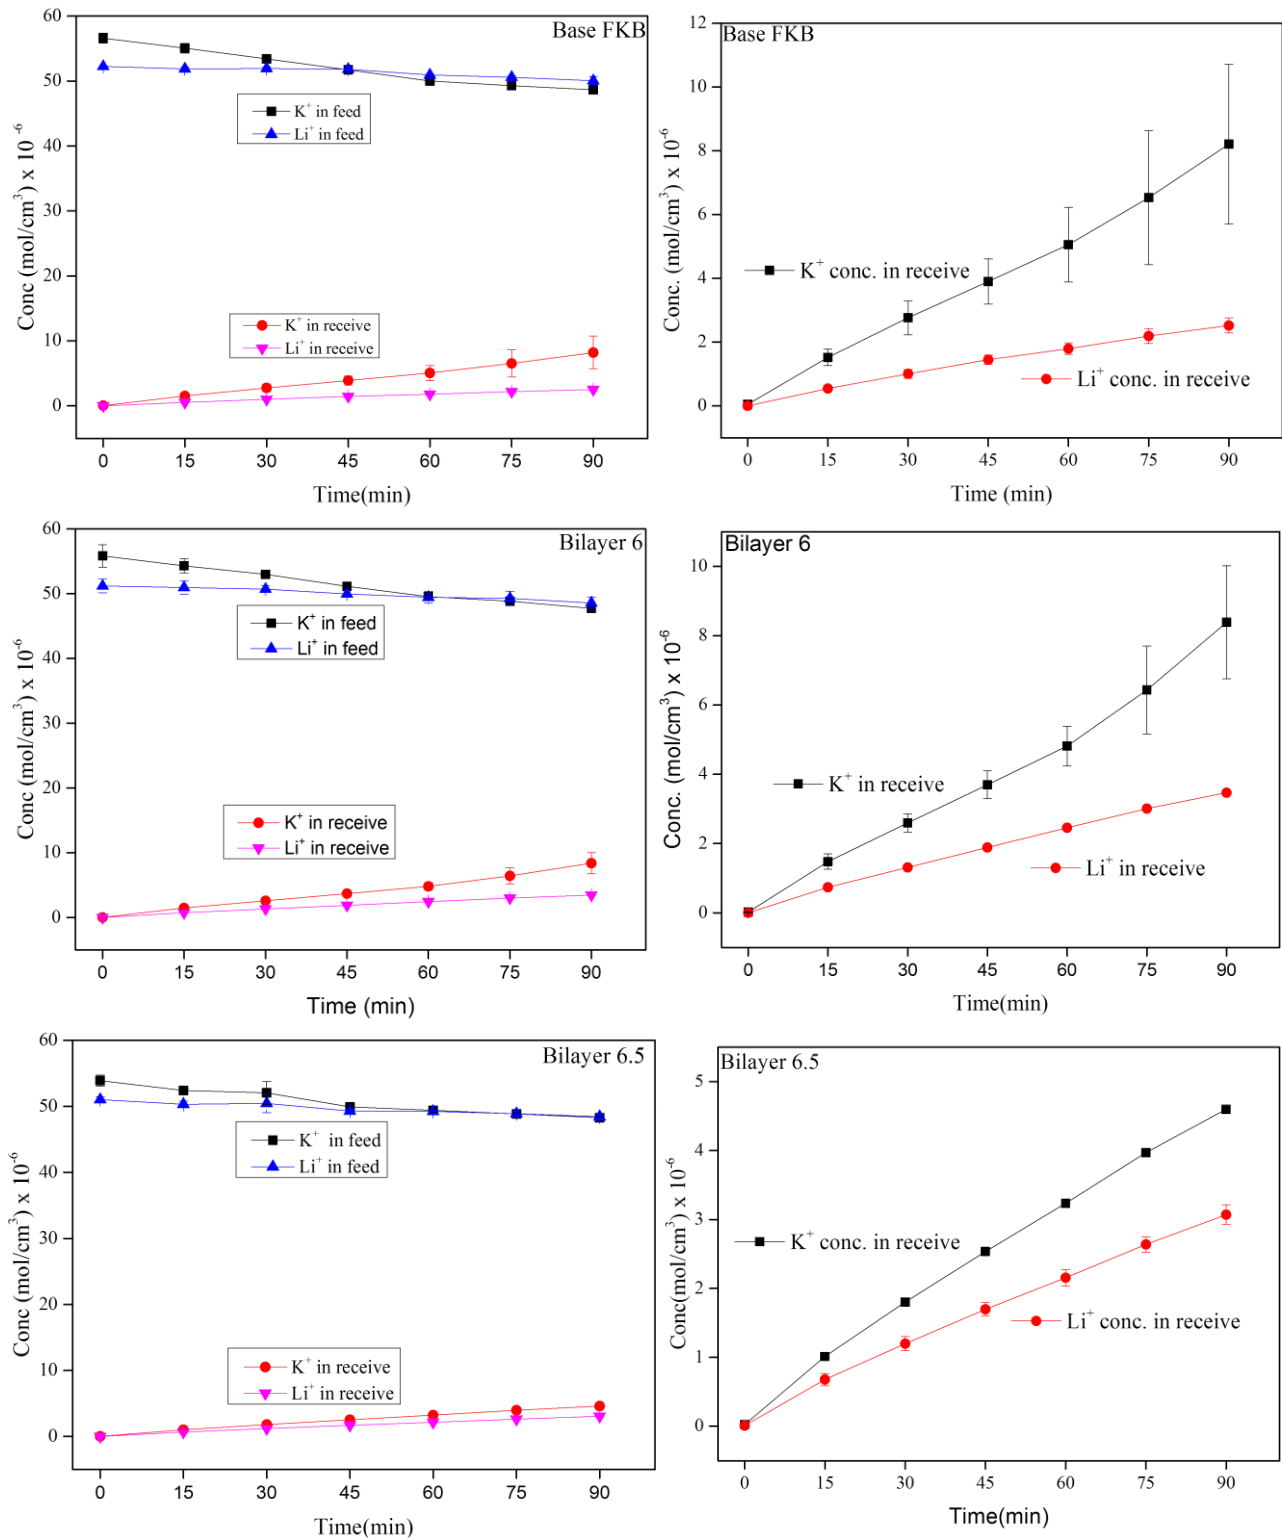 Base FKB
60
50
40
30
20
10
0
Conc (mol/cm³) x 10⁻⁶
K⁺ in feed
Li⁺ in feed
K⁺ in receive
Li⁺ in receive
0 15 30 45 60 75 90
Time(min)
Base FKB
12
10
8
6
4
2
0
Conc. (mol/cm³) x 10⁻⁶
K⁺ conc. in receive
Li⁺ conc. in receive
0 15 30 45 60 75 90
Time (min)
Bilayer 6
60
50
40
30
20
10
0
Conc (mol/cm³) x 10⁻⁶
K⁺ in feed
Li⁺ in feed
K⁺ in receive
Li⁺ in receive
0 15 30 45 60 75 90
Time (min)
Bilayer 6
10
8
6
4
2
0
Conc. (mol/cm³) x 10⁻⁶
K⁺ in receive
Li⁺ in receive
0 15 30 45 60 75 90
Time(min)
Bilayer 6.5
60
50
40
30
20
10
0
Conc (mol/cm³) x 10⁻⁶
K⁺ in feed
Li⁺ in feed
K⁺ in receive
Li⁺ in receive
0 15 30 45 60 75 90
Time(min)
Bilayer 6.5
5
4
3
2
1
0
Conc(mol/cm³) x 10⁻⁶
K⁺ conc. in receive
Li⁺ conc. in receive
0 15 30 45 60 75 90
Time(min)